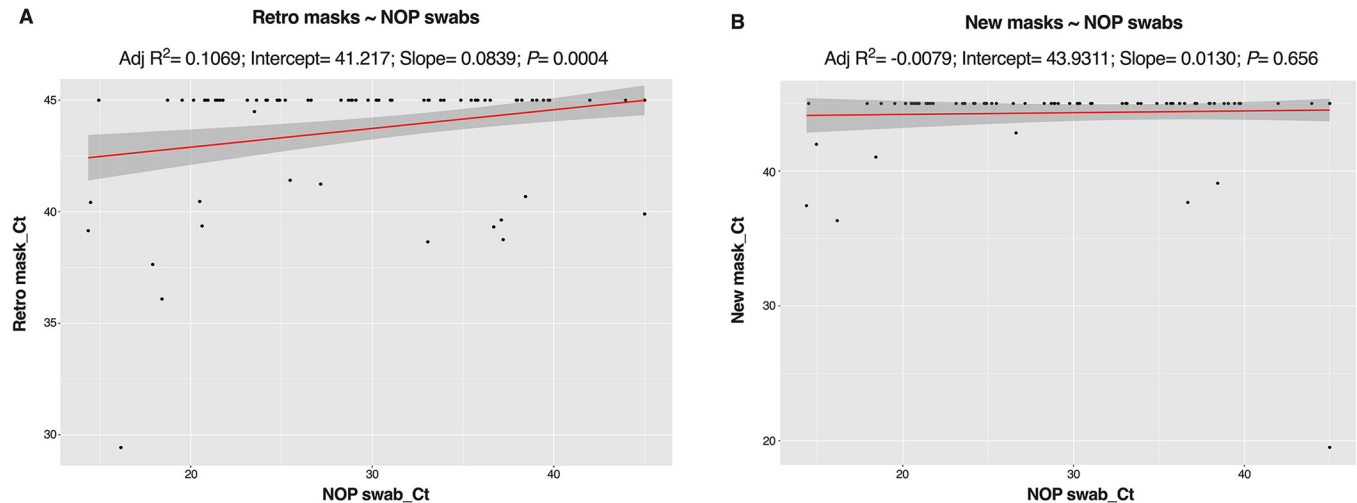 A
Retro masks ~ NOP swabs
Adj R²= 0.1069; Intercept= 41.217; Slope= 0.0839; P= 0.0004
45
40
35
30
Retro mask_Ct
20 30 40
NOP swab_Ct
B
New masks ~ NOP swabs
Adj R²= -0.0079; Intercept= 43.9311; Slope= 0.0130; P= 0.656
40
30
20
New mask_Ct
20 30 40
NOP swab_Ct